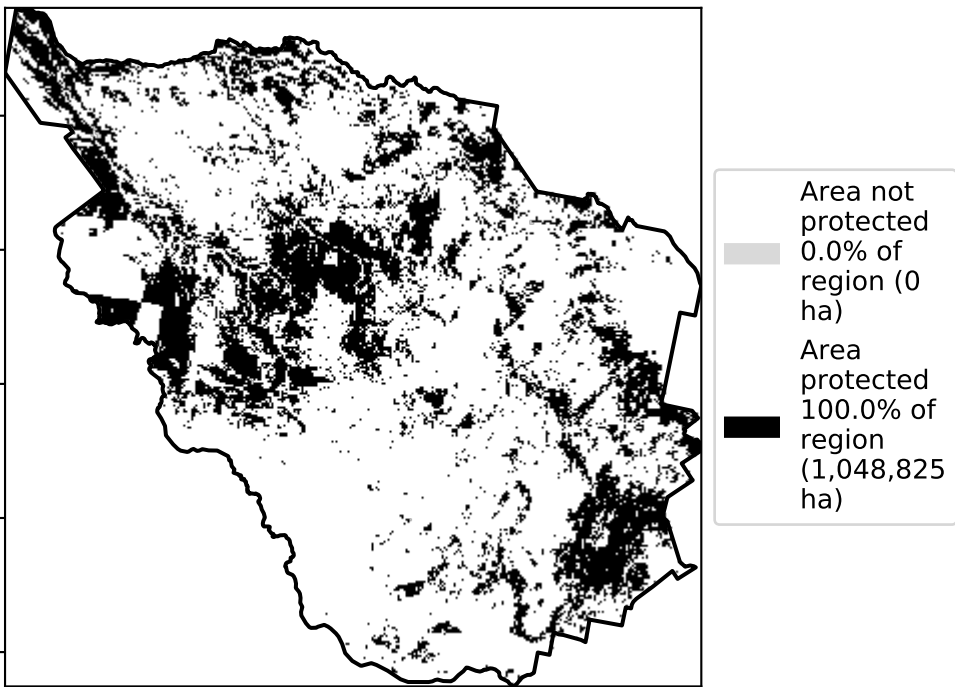 Area not
protected
0.0% of
region (0
ha)
Area
protected
100.0% of
region
(1,048,825
ha)